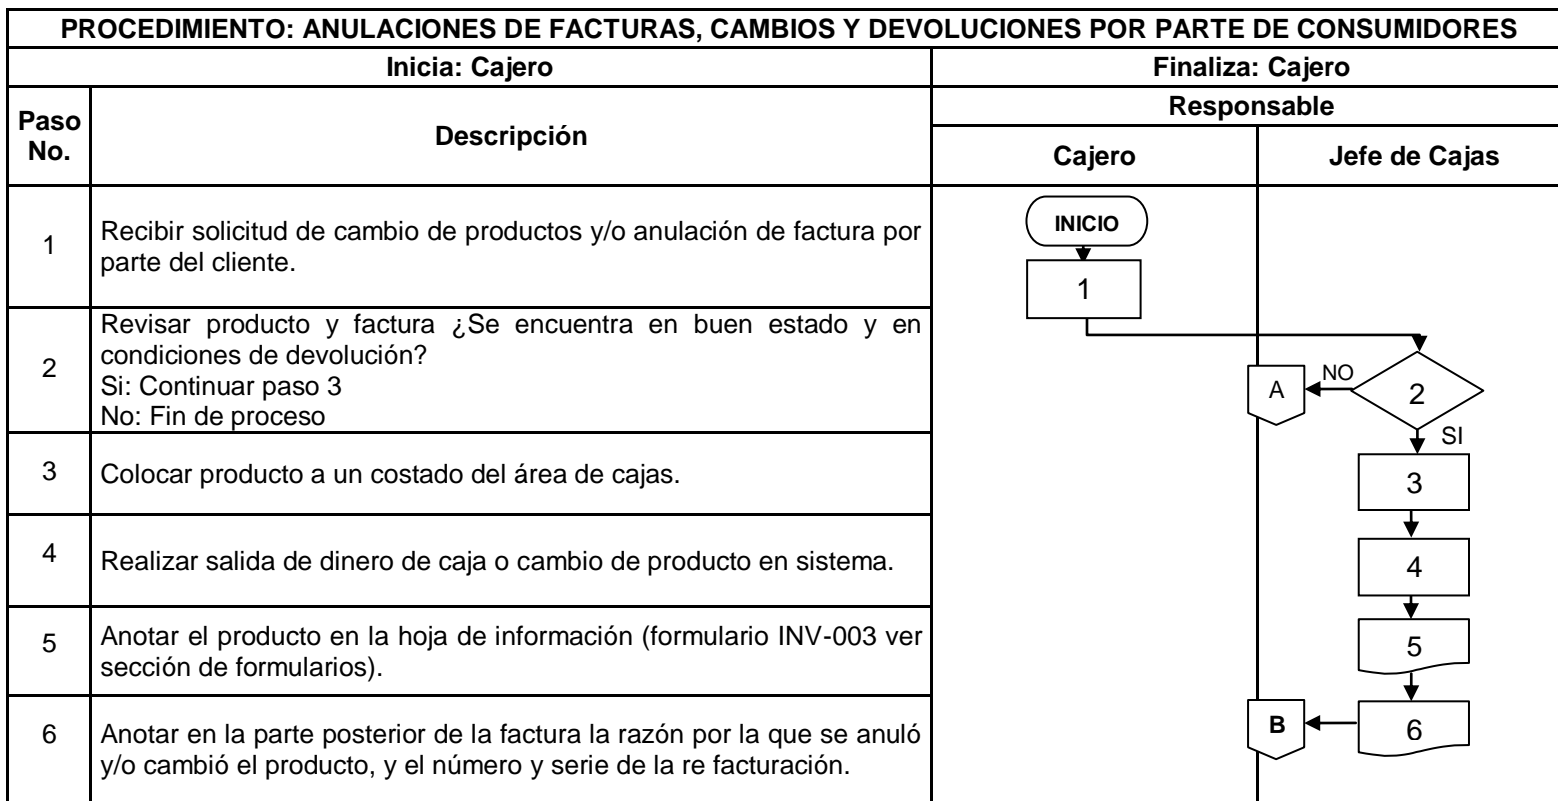 PROCEDIMIENTO: ANULACIONES DE FACTURAS, CAMBIOS Y DEVOLUCIONES POR PARTE DE CONSUMIDORES
Inicia: Cajero
Finaliza: Cajero
Paso
No.
Descripción
Responsable
Cajero
Jefe de Cajas
1
Recibir solicitud de cambio de productos y/o anulación de factura por
parte del cliente.
INICIO
1
2
Revisar producto y factura ¿Se encuentra en buen estado y en
condiciones de devolución?
Si: Continuar paso 3
No: Fin de proceso
A
NO
2
SI
3
Colocar producto a un costado del área de cajas.
3
4
Realizar salida de dinero de caja o cambio de producto en sistema.
4
5
Anotar el producto en la hoja de información (formulario INV-003 ver
sección de formularios).
5
6
Anotar en la parte posterior de la factura la razón por la que se anuló
y/o cambió el producto, y el número y serie de la re facturación.
B
6